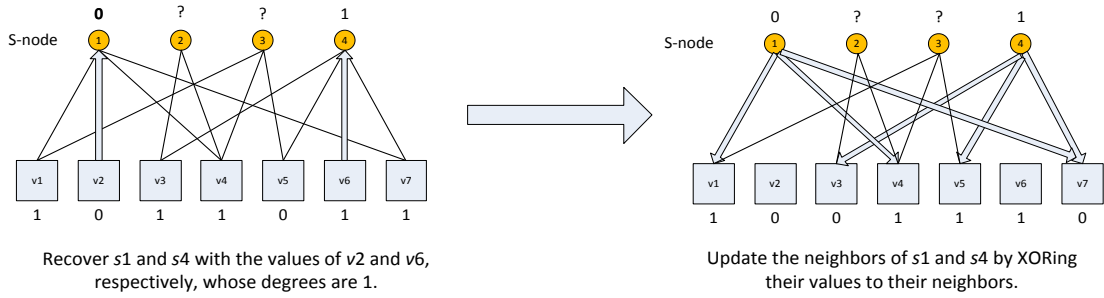 0 ? ? 1
S-node 1 2 3 4
v1 v2 v3 v4 v5 v6 v7
1 0 1 1 0 1 1
Recover s1 and s4 with the values of v2 and v6,
respectively, whose degrees are 1.
0 ? ? 1
S-node 1 2 3 4
v1 v2 v3 v4 v5 v6 v7
1 0 0 1 1 1 0
Update the neighbors of s1 and s4 by XORing
their values to their neighbors.